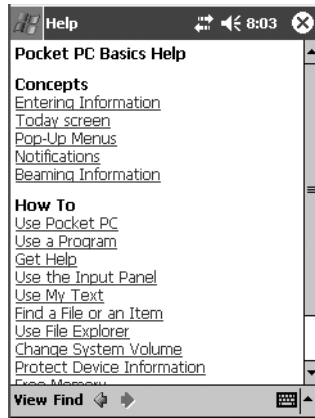 Help 8:03
Pocket PC Basics Help
Concepts
Entering Information
Today screen
Pop-Up Menus
Notifications
Beaming Information
How To
Use Pocket PC
Use a Program
Get Help
Use the Input Panel
Use My Text
Find a File or an Item
Use File Explorer
Change System Volume
Protect Device Information
Free Memory
View Find